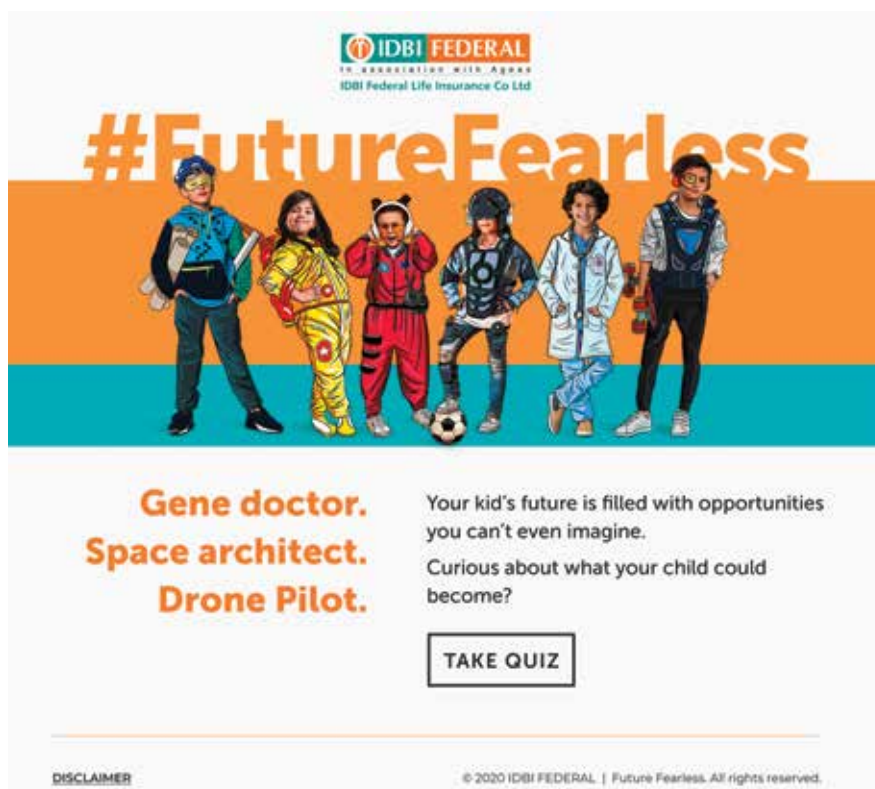 IDBI FEDERAL
In association with Ageas
IDBI Federal Life Insurance Co Ltd
#FutureFearless
Gene doctor.
Space architect.
Drone Pilot.
Your kid's future is filled with opportunities
you can't even imagine.
Curious about what your child could
become?
TAKE QUIZ
DISCLAIMER
© 2020 IDBI FEDERAL | Future Fearless. All rights reserved.